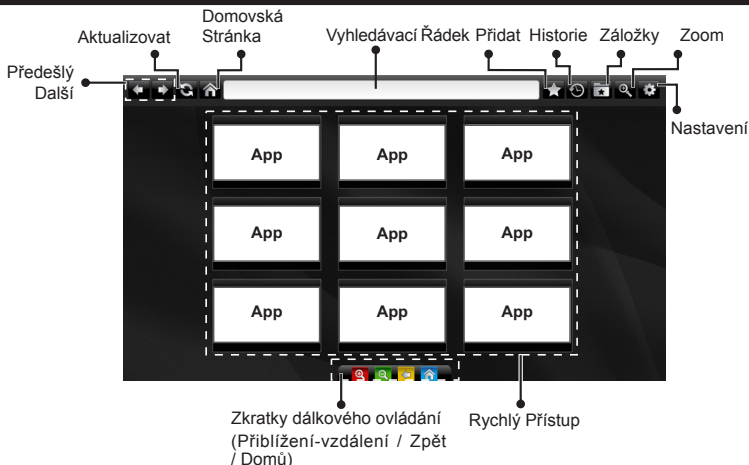 Domovská
Stránka
Aktualizovat
Vyhledávací Řádek
Přidat
Historie
Záložky
Zoom
Předešlý
Další
Nastavení
App
App
App
App
App
App
App
App
App
Zkratky dálkového ovládání
(Přiblížení-vzdálení / Zpět
/ Domů)
Rychlý Přístup